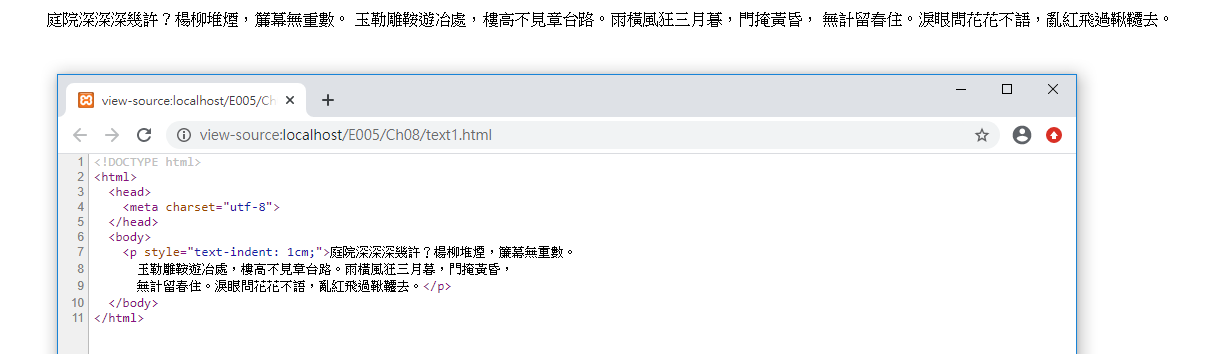 庭院深深深幾許？楊柳堆煙，簾幕無重數。 玉勒雕鞍遊冶處，樓高不見章台路。雨橫風狂三月暮，門掩黃昏， 無計留春住。淚眼問花花不語，亂紅飛過鞦韆去。
view-source:localhost/E005/Ch
view-source:localhost/E005/Ch08/text1.html
1 <!DOCTYPE html>
2 <html>
3 <head>
4 <meta charset="utf-8">
5 </head>
6 <body>
7 <p style="text-indent: 1cm;">庭院深深深幾許？楊柳堆煙，簾幕無重數。
8 玉勒雕鞍遊冶處，樓高不見章台路。雨橫風狂三月暮，門掩黃昏，
9 無計留春住。淚眼問花花不語，亂紅飛過鞦韆去。</p>
10 </body>
11 </html>